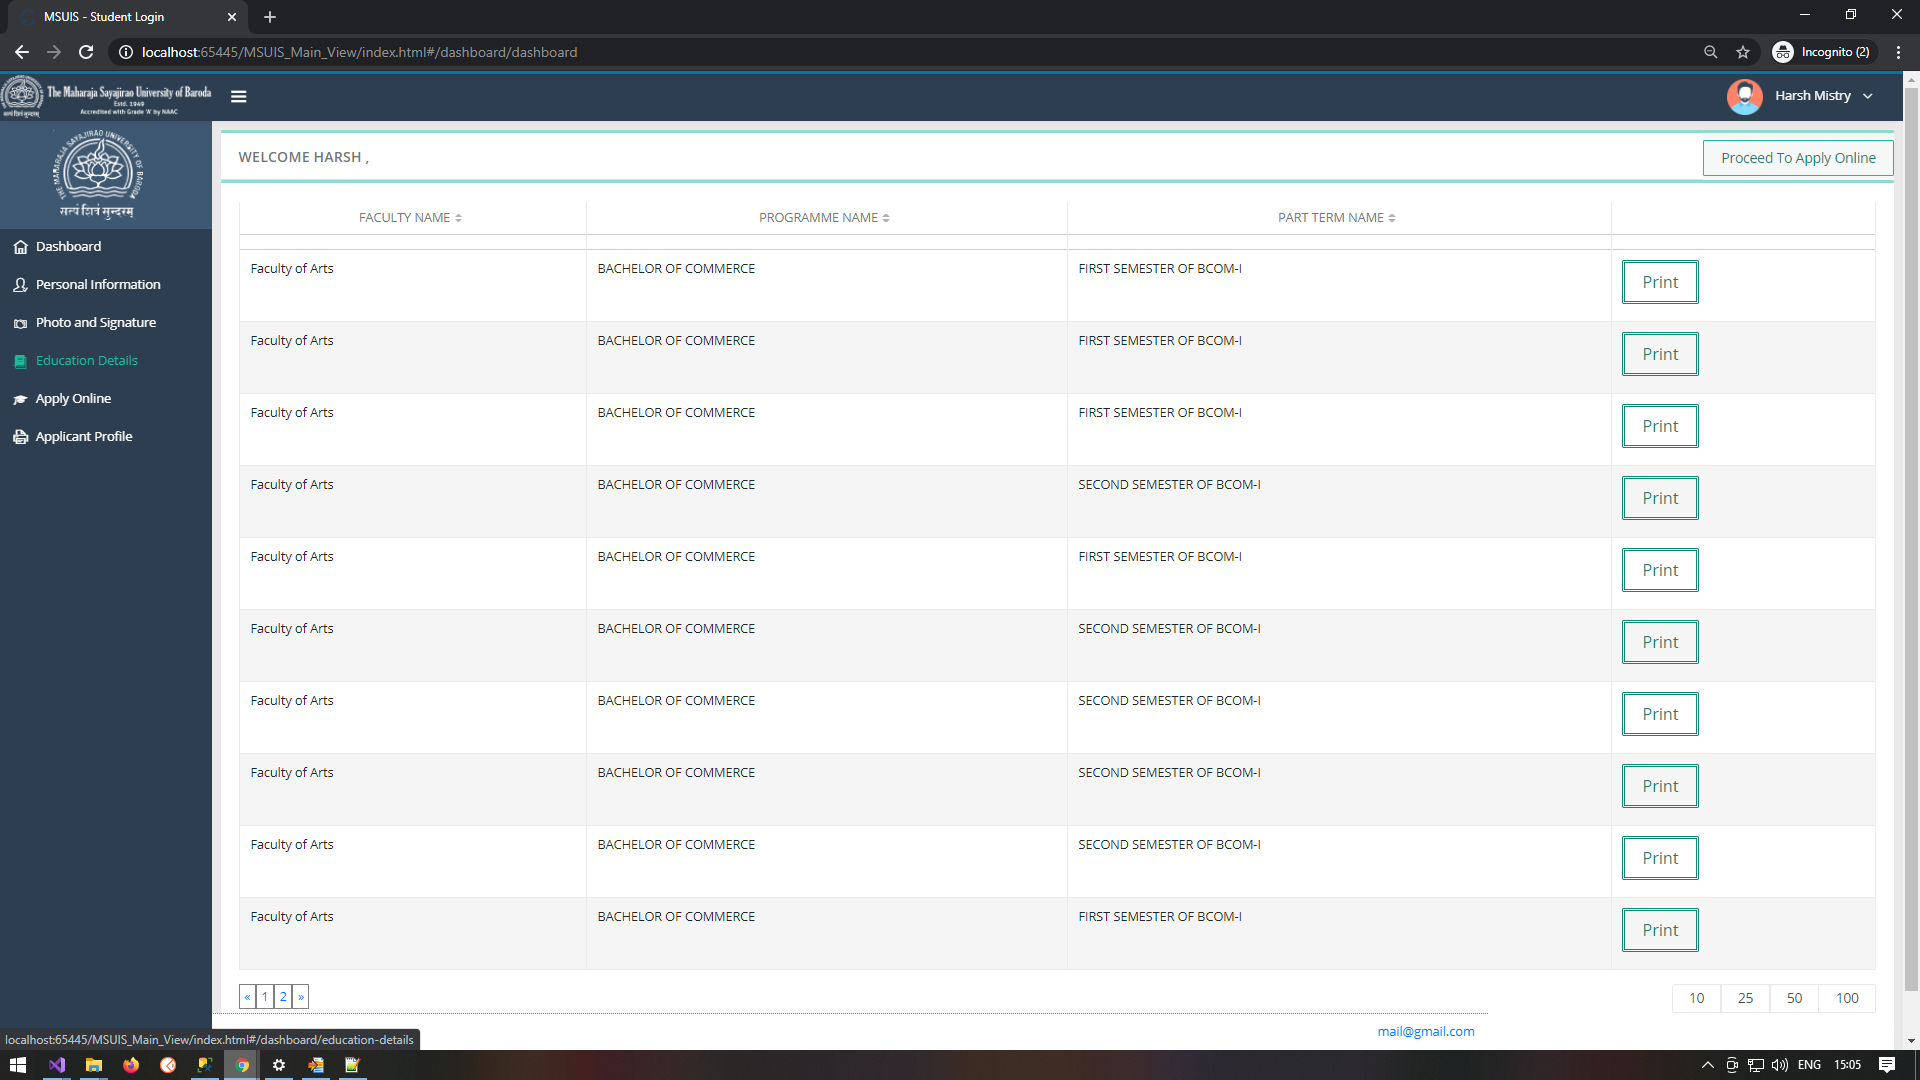 MSUIS - Student Login
localhost:65445/MSUIS_Main_View/index.html#/dashboard/dashboard
Incognito (2)
The Maharaja Sayajirao University of Baroda
Estd. 1949
Accredited with Grade 'A' by NAAC
सत्यं शिवं सुन्दरम्
Harsh Mistry
THE MAHARAJA SAYAJIRAO UNIVERSITY OF BARODA
सत्यं शिवं सुन्दरम्
Dashboard
Personal Information
Photo and Signature
Education Details
Apply Online
Applicant Profile
WELCOME HARSH ,
Proceed To Apply Online
FACULTY NAME PROGRAMME NAME PART TERM NAME
Faculty of Arts BACHELOR OF COMMERCE FIRST SEMESTER OF BCOM-I Print
Faculty of Arts BACHELOR OF COMMERCE FIRST SEMESTER OF BCOM-I Print
Faculty of Arts BACHELOR OF COMMERCE FIRST SEMESTER OF BCOM-I Print
Faculty of Arts BACHELOR OF COMMERCE SECOND SEMESTER OF BCOM-I Print
Faculty of Arts BACHELOR OF COMMERCE FIRST SEMESTER OF BCOM-I Print
Faculty of Arts BACHELOR OF COMMERCE SECOND SEMESTER OF BCOM-I Print
Faculty of Arts BACHELOR OF COMMERCE SECOND SEMESTER OF BCOM-I Print
Faculty of Arts BACHELOR OF COMMERCE SECOND SEMESTER OF BCOM-I Print
Faculty of Arts BACHELOR OF COMMERCE SECOND SEMESTER OF BCOM-I Print
Faculty of Arts BACHELOR OF COMMERCE FIRST SEMESTER OF BCOM-I Print
« 1 2 » 10 25 50 100
mail@gmail.com
localhost:65445/MSUIS_Main_View/index.html#/dashboard/education-details
ENG 15:05